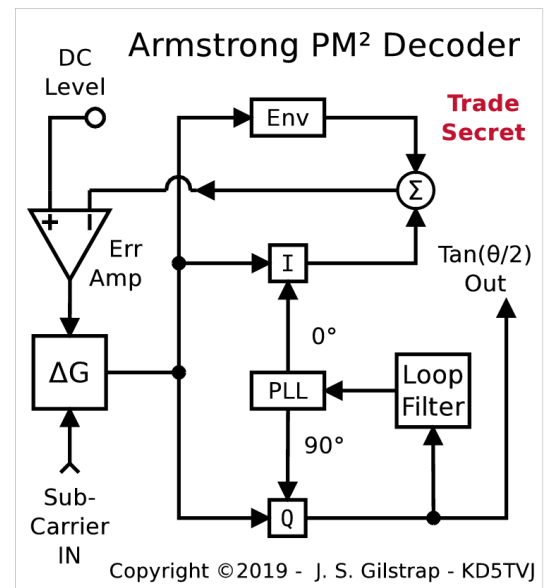 Armstrong PM² Decoder
DC
Level
Env
Trade
Secret
Σ
+
−
Err
Amp
I
Tan(θ/2)
Out
0°
ΔG
PLL
Loop
Filter
90°
Sub-
Carrier
IN
Q
Copyright ©2019 - J. S. Gilstrap - KD5TVJ